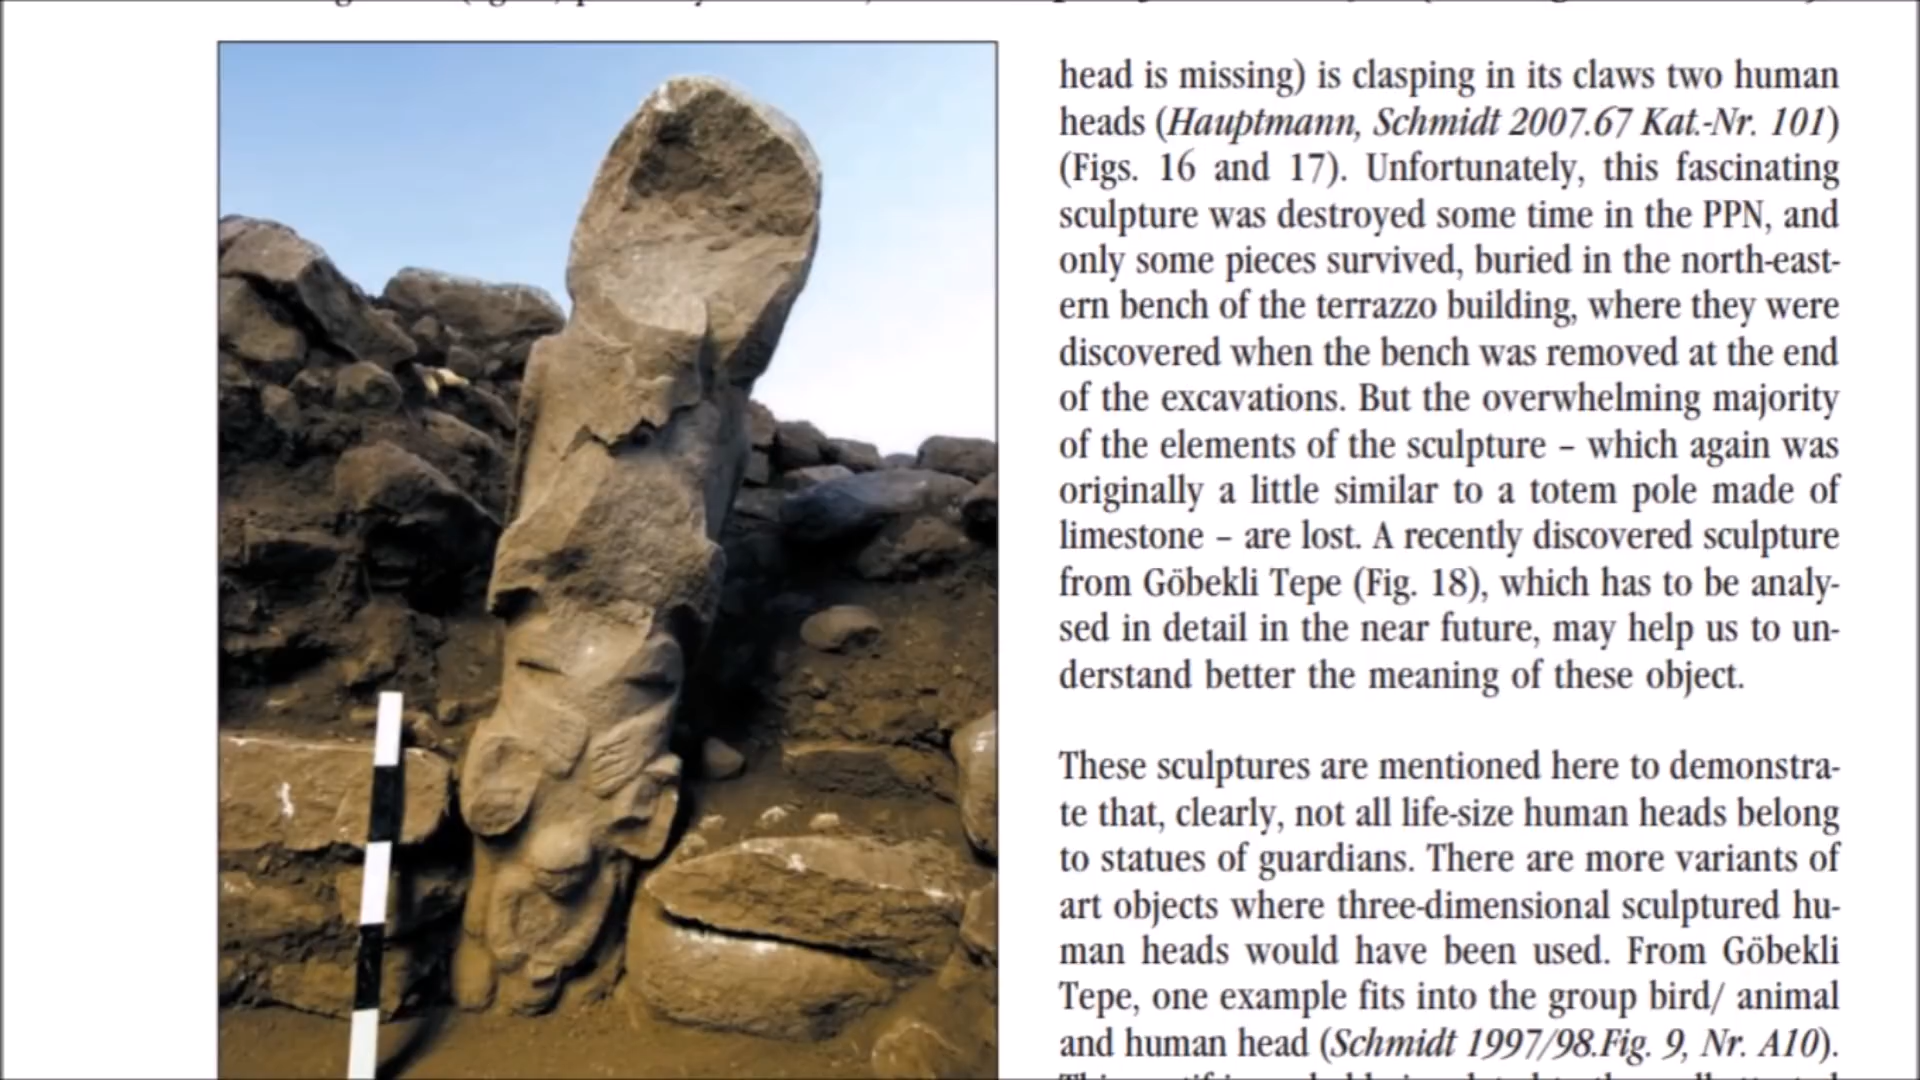 head is missing) is clasping in its claws two human
heads (Hauptmann, Schmidt 2007.67 Kat.-Nr. 101)
(Figs. 16 and 17). Unfortunately, this fascinating
sculpture was destroyed some time in the PPN, and
only some pieces survived, buried in the north-east-
ern bench of the terrazzo building, where they were
discovered when the bench was removed at the end
of the excavations. But the overwhelming majority
of the elements of the sculpture – which again was
originally a little similar to a totem pole made of
limestone – are lost. A recently discovered sculpture
from Göbekli Tepe (Fig. 18), which has to be analy-
sed in detail in the near future, may help us to un-
derstand better the meaning of these object.
These sculptures are mentioned here to demonstra-
te that, clearly, not all life-size human heads belong
to statues of guardians. There are more variants of
art objects where three-dimensional sculptured hu-
man heads would have been used. From Göbekli
Tepe, one example fits into the group bird/ animal
and human head (Schmidt 1997/98.Fig. 9, Nr. A10).